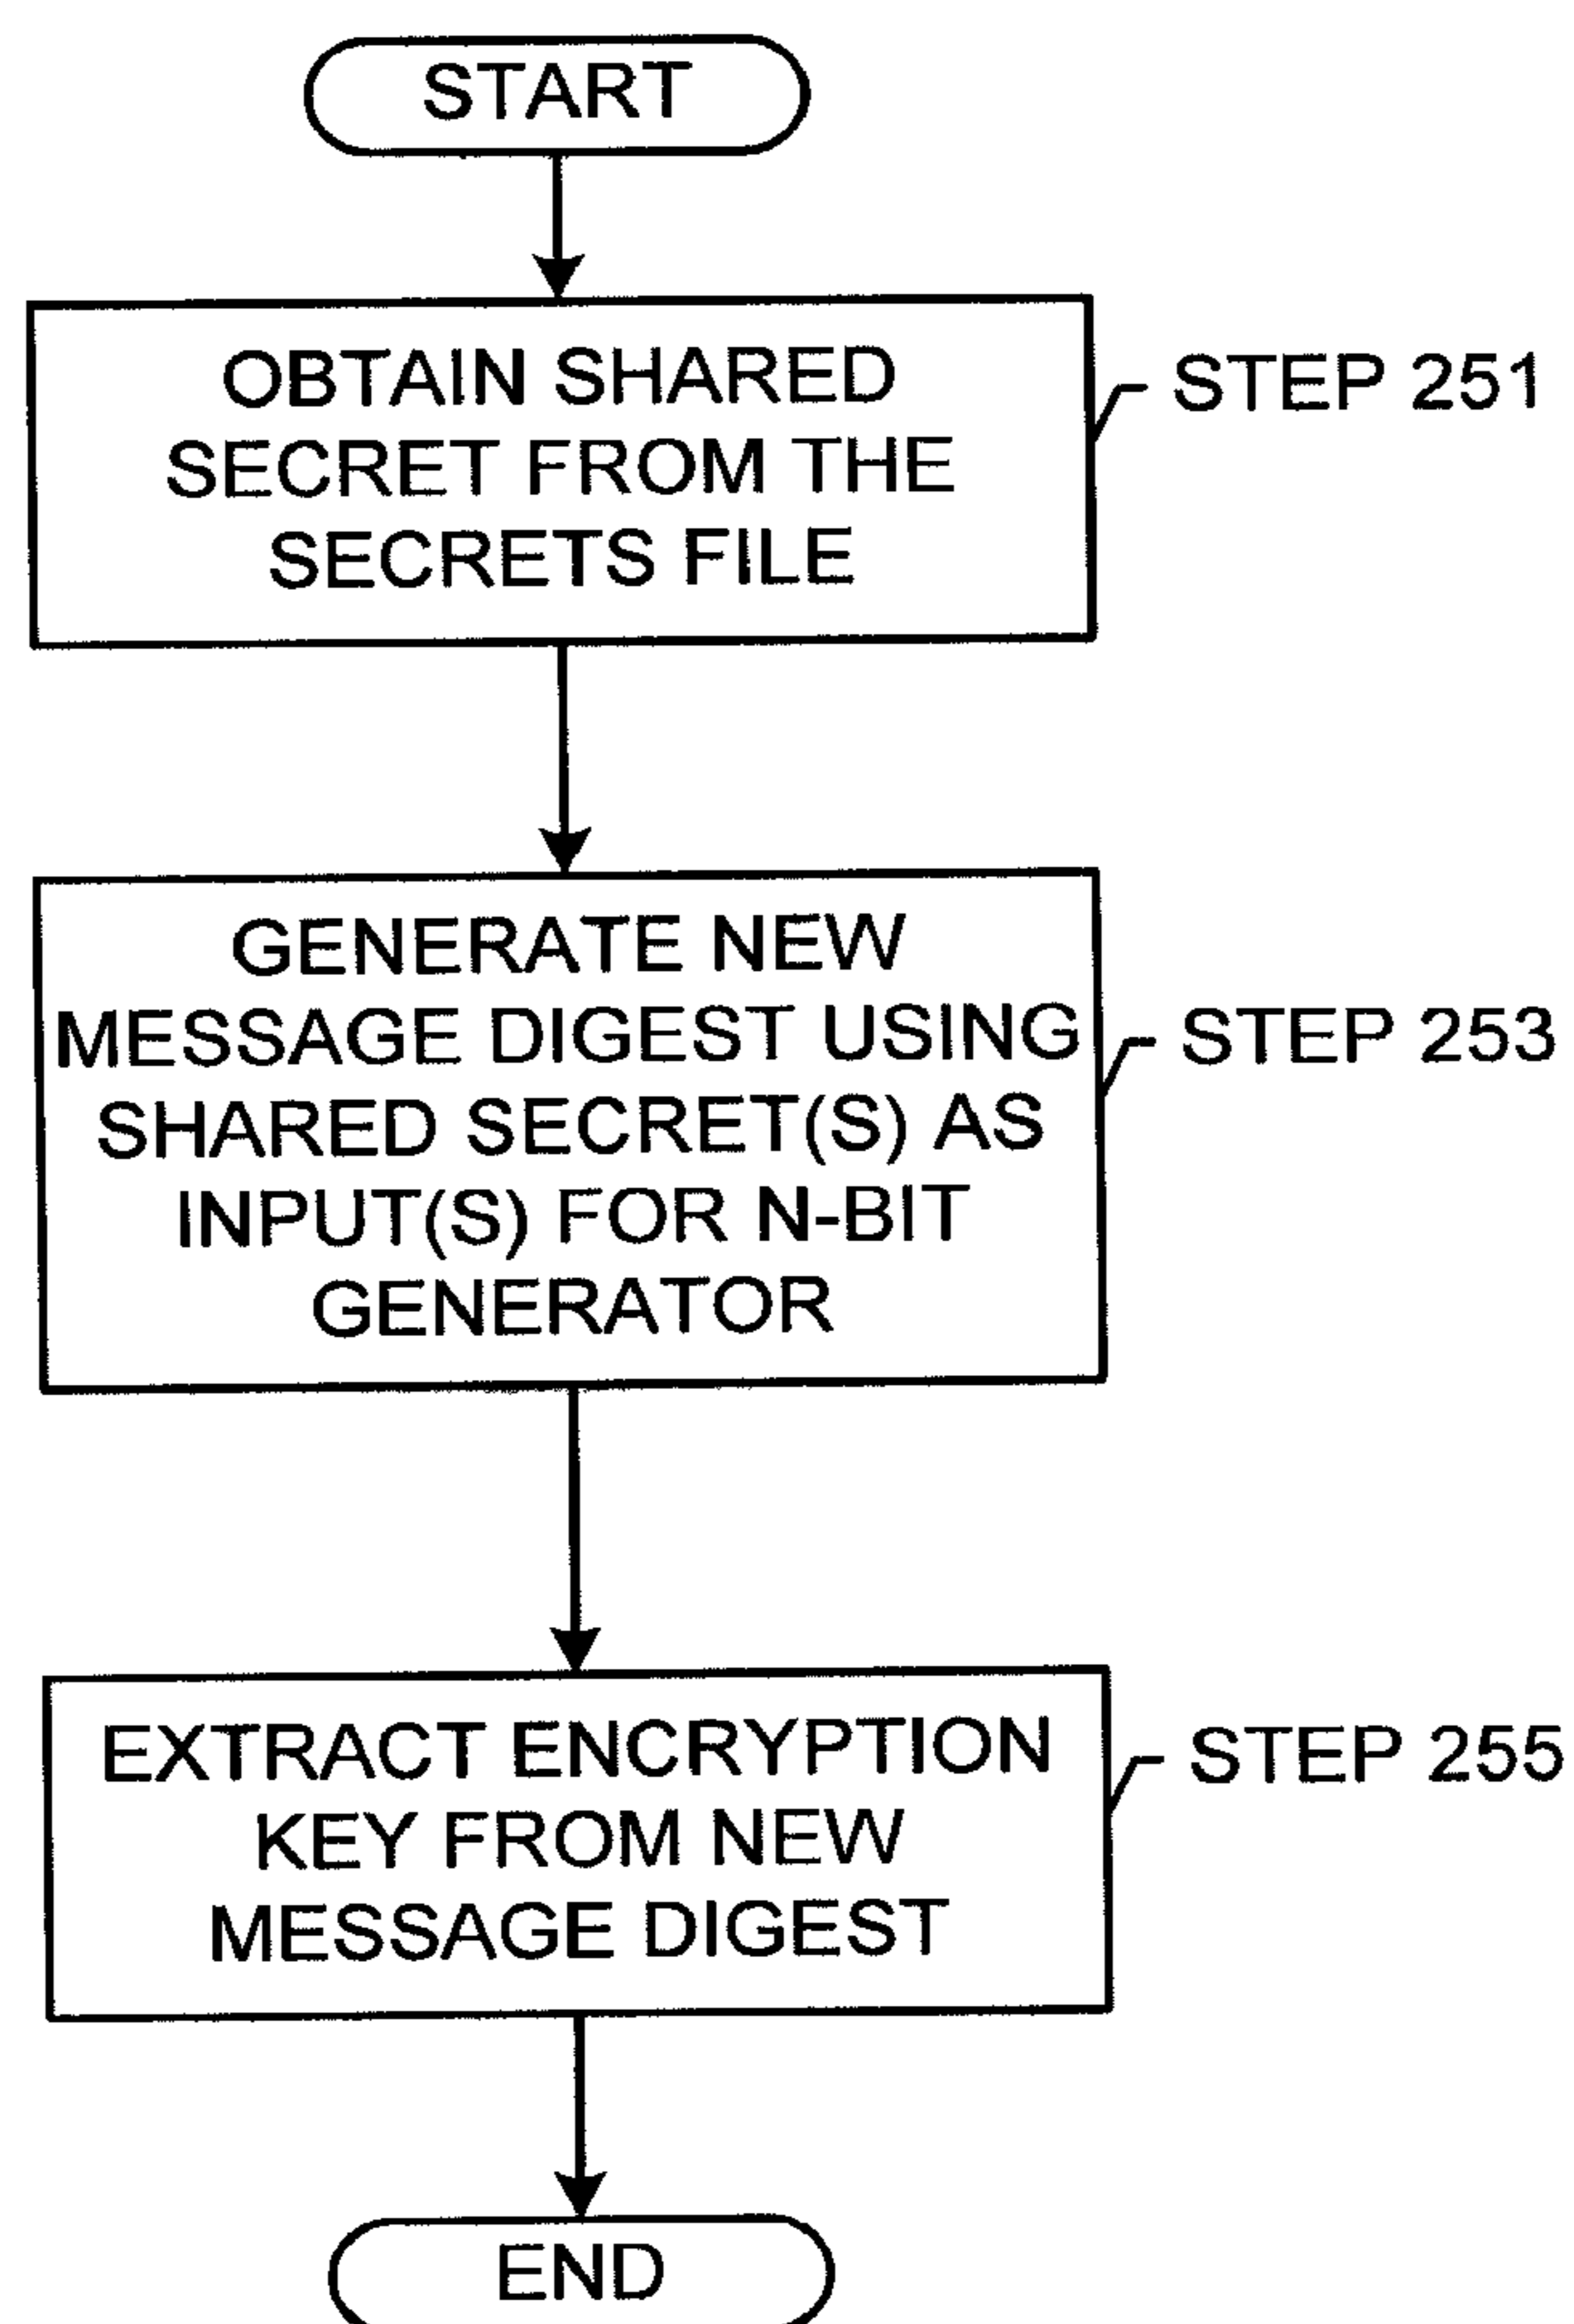 START
OBTAIN SHARED
SECRET FROM THE
SECRETS FILE
STEP 251
GENERATE NEW
MESSAGE DIGEST USING
SHARED SECRET(S) AS
INPUT(S) FOR N-BIT
GENERATOR
STEP 253
EXTRACT ENCRYPTION
KEY FROM NEW
MESSAGE DIGEST
STEP 255
END